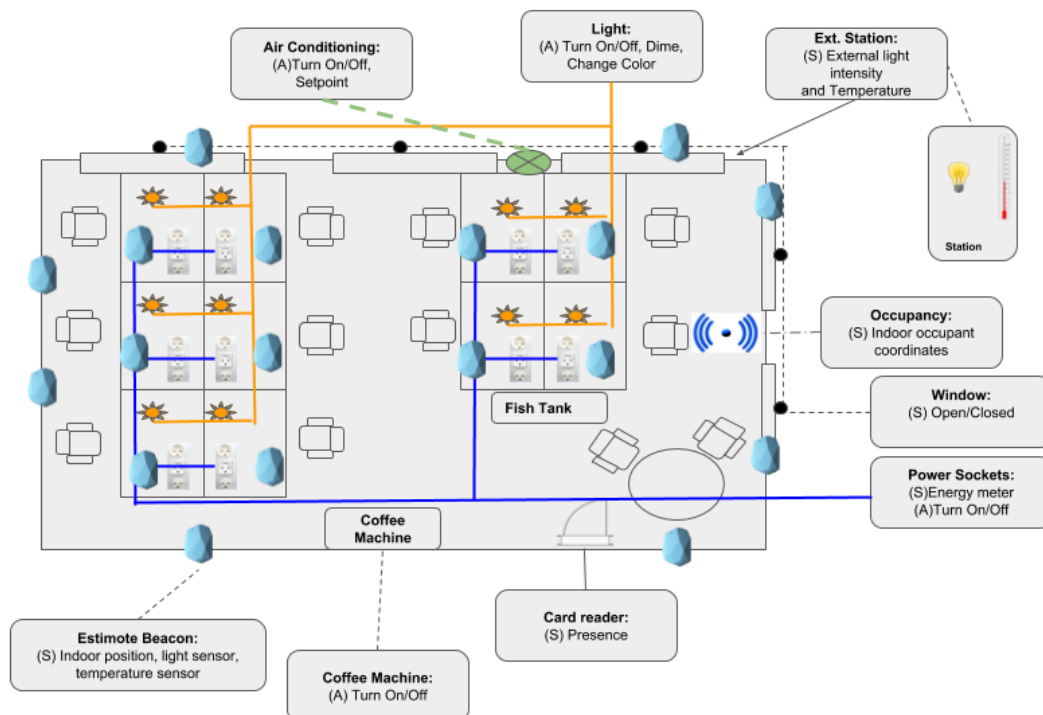 Air Conditioning:
(A)Turn On/Off,
Setpoint
Light:
(A) Turn On/Off, Dime,
Change Color
Ext. Station:
(S) External light
intensity
and Temperature
Station
Occupancy:
(S) Indoor occupant
coordinates
Window:
(S) Open/Closed
Fish Tank
Power Sockets:
(S)Energy meter
(A)Turn On/Off
Coffee
Machine
Card reader:
(S) Presence
Estimote Beacon:
(S) Indoor position, light sensor,
temperature sensor
Coffee Machine:
(A) Turn On/Off